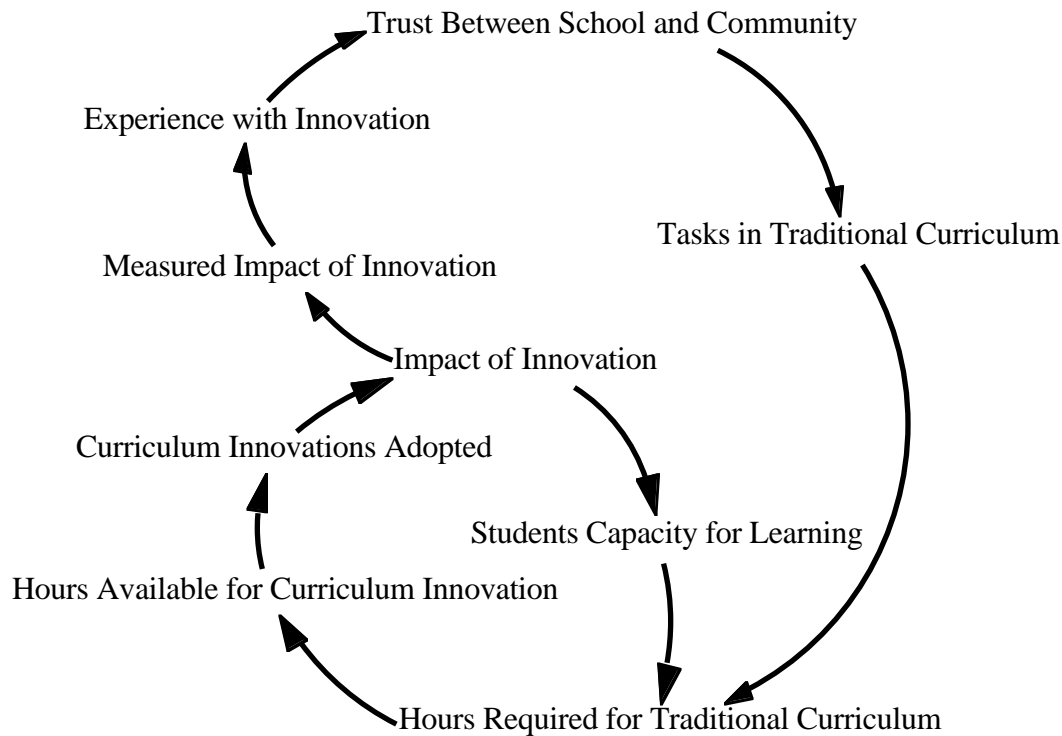 Trust Between School and Community
Experience with Innovation
Tasks in Traditional Curriculum
Measured Impact of Innovation
Impact of Innovation
Curriculum Innovations Adopted
Students Capacity for Learning
Hours Available for Curriculum Innovation
Hours Required for Traditional Curriculum